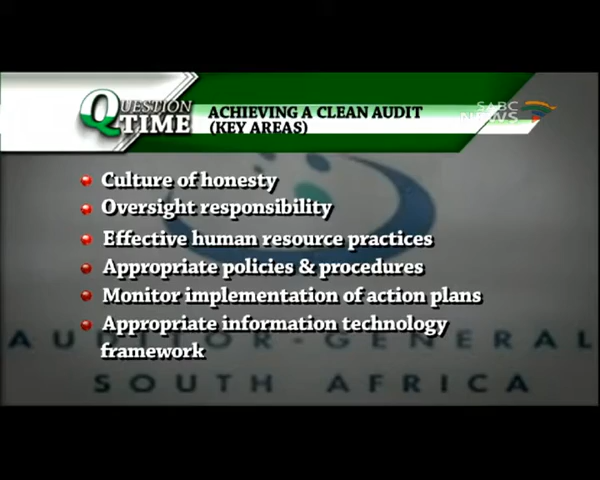 QUESTION
TIME
ACHIEVING A CLEAN AUDIT
(KEY AREAS)
SABC
NEWS
Culture of honesty
Oversight responsibility
Effective human resource practices
Appropriate policies & procedures
Monitor implementation of action plans
Appropriate information technology
framework
AUDITOR-GENERAL
SOUTH AFRICA